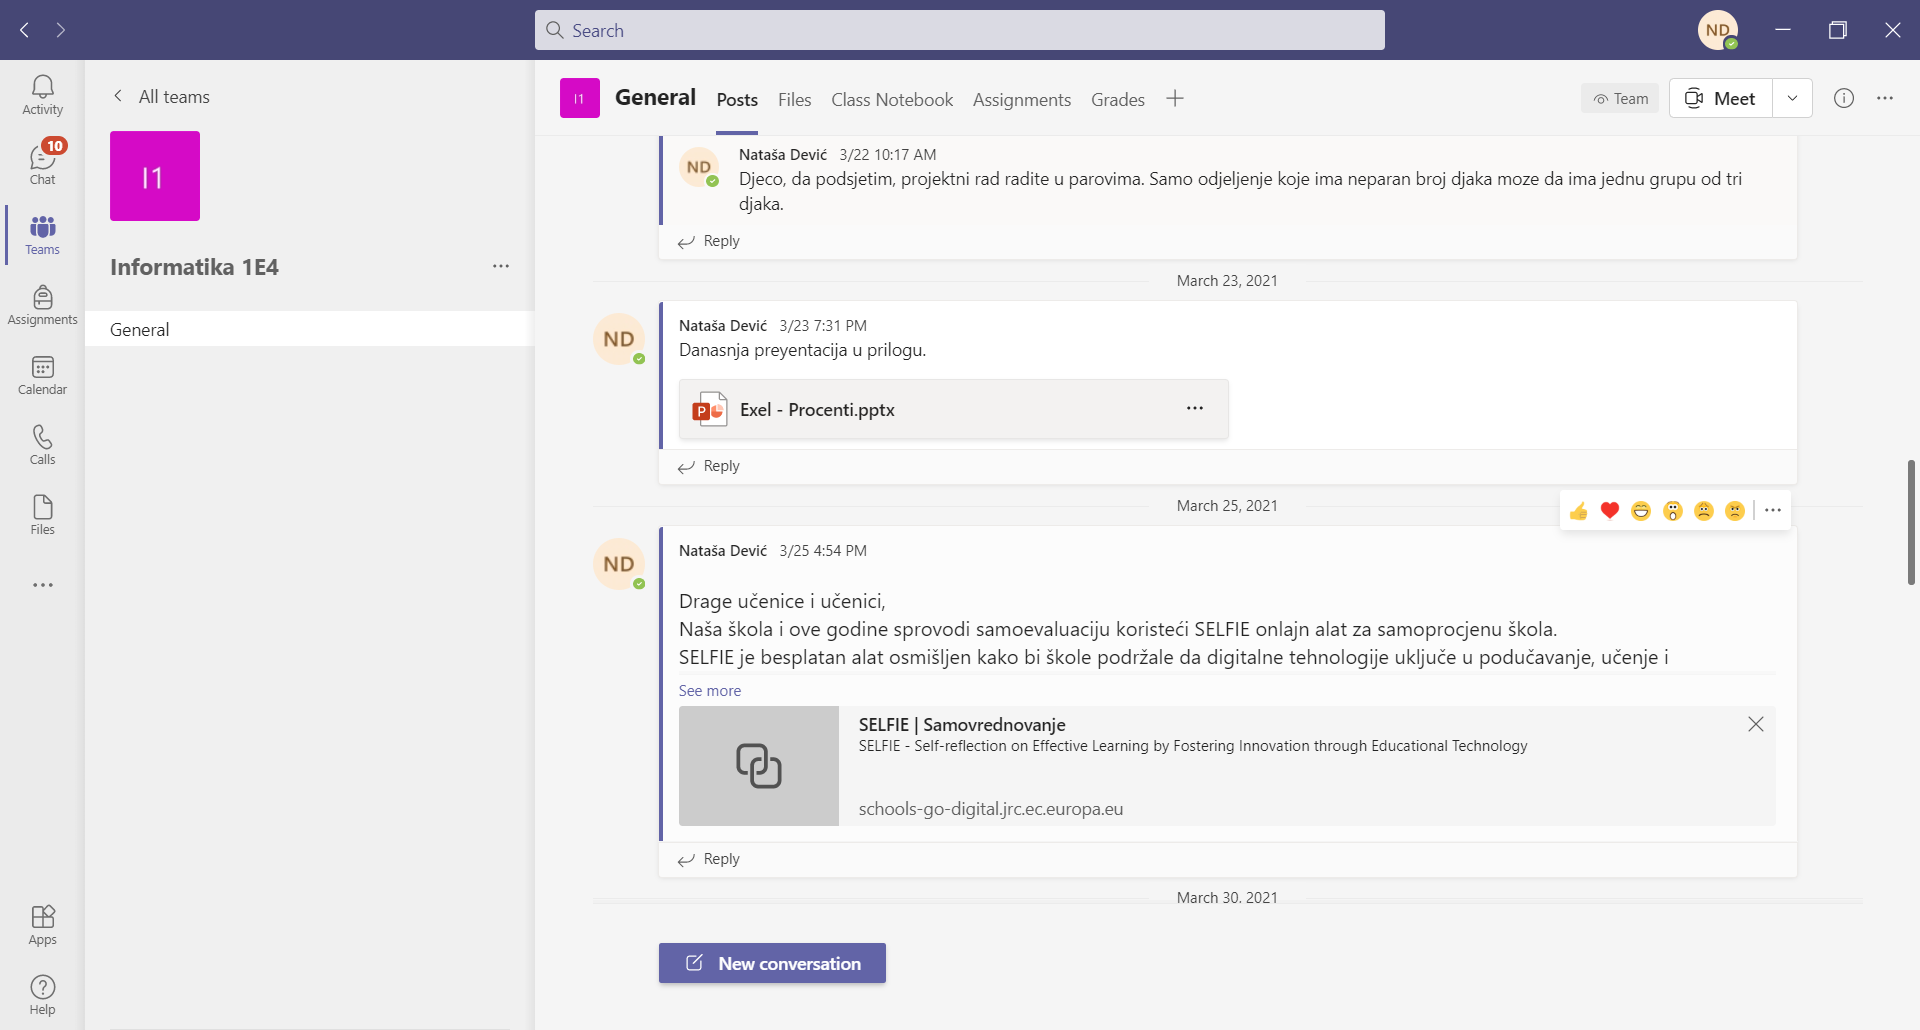 Search
ND
Activity
10
Chat
Teams
Assignments
Calendar
Calls
Files
Apps
Help
All teams
I1
Informatika 1E4
General
I1
General Posts Files Class Notebook Assignments Grades
Team
Meet
ND
Nataša Dević 3/22 10:17 AM
Djeco, da podsjetim, projektni rad radite u parovima. Samo odjeljenje koje ima neparan broj djaka moze da ima jednu grupu od tri
djaka.
Reply
March 23, 2021
ND
Nataša Dević 3/23 7:31 PM
Danasnja preyentacija u prilogu.
P
Exel - Procenti.pptx
Reply
March 25, 2021
ND
Nataša Dević 3/25 4:54 PM
Drage učenice i učenici,
Naša škola i ove godine sprovodi samoevaluaciju koristeći SELFIE onlajn alat za samoprocjenu škola.
SELFIE je besplatan alat osmišljen kako bi škole podržale da digitalne tehnologije uključe u podučavanje, učenje i
See more
SELFIE | Samovrednovanje
SELFIE - Self-reflection on Effective Learning by Fostering Innovation through Educational Technology
schools-go-digital.jrc.ec.europa.eu
Reply
March 30, 2021
New conversation